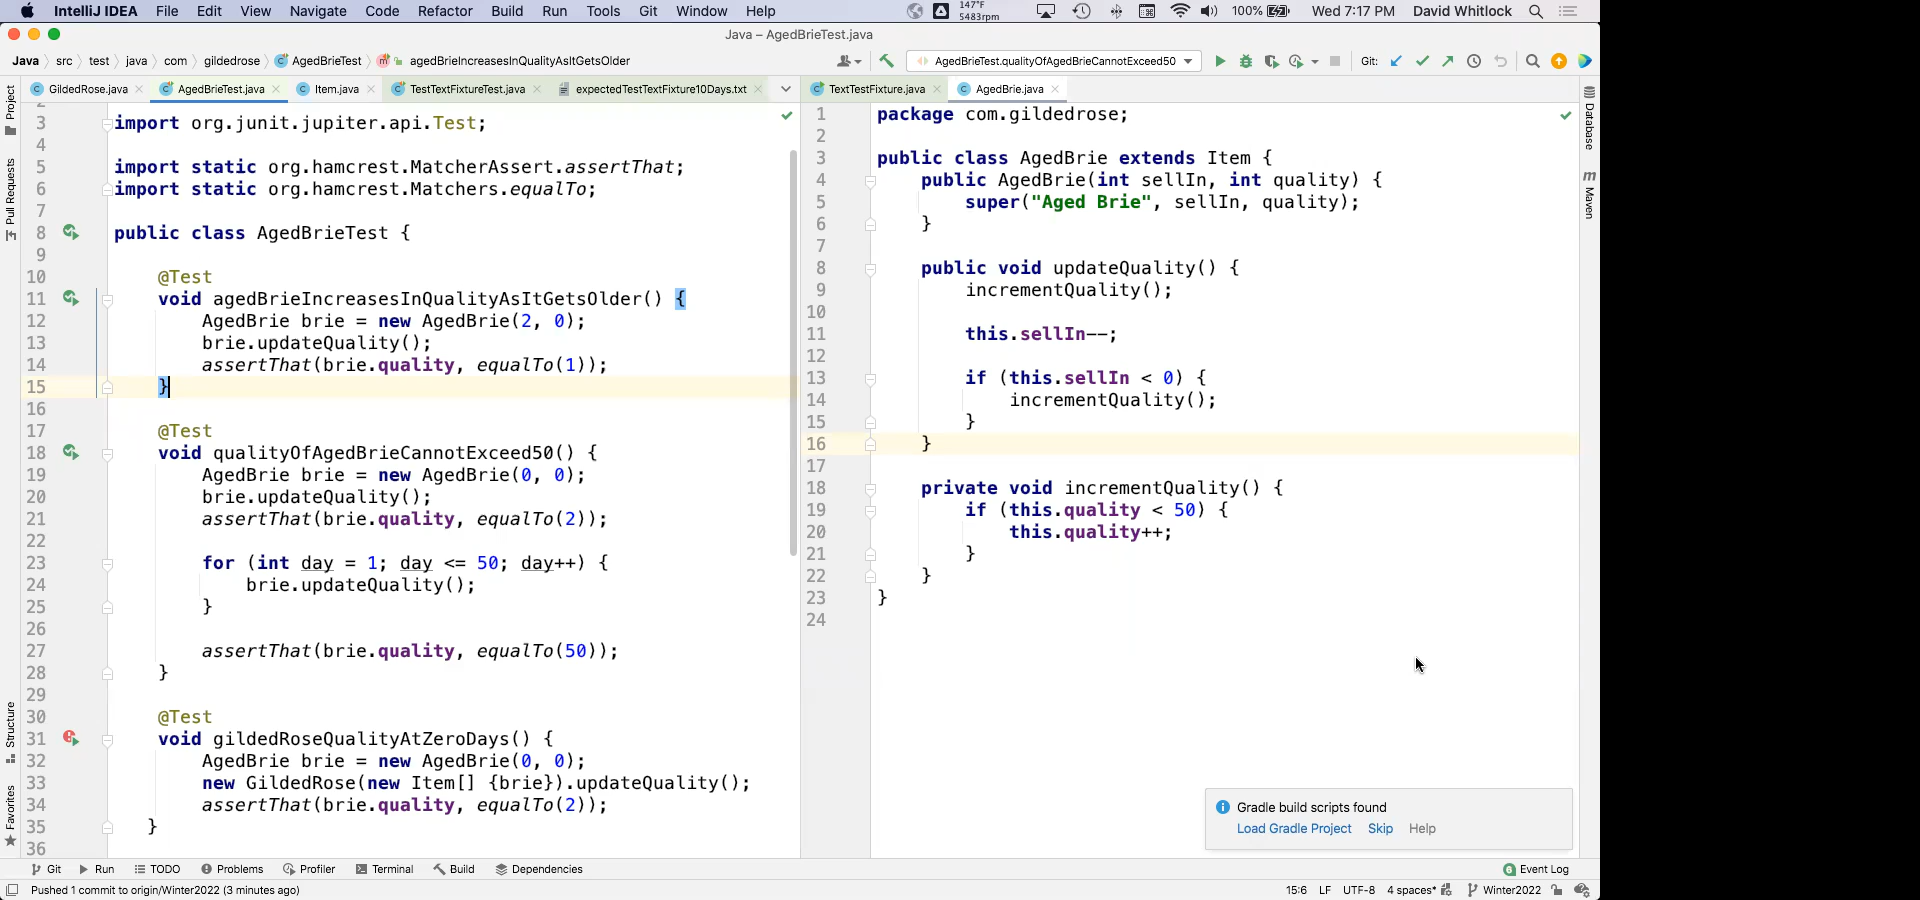 IntelliJ IDEA File Edit View Navigate Code Refactor Build Run Tools Git Window Help 147°F 5483rpm 100% Wed 7:17 PM David Whitlock
Java – AgedBrieTest.java
Java src test java com gildedrose AgedBrieTest agedBrieIncreasesInQualityAsItGetsOlder AgedBrieTest.qualityOfAgedBrieCannotExceed50 Git:
GildedRose.java AgedBrieTest.java Item.java TestTextFixtureTest.java expectedTestTextFixture10Days.txt TextTestFixture.java AgedBrie.java
Project
Pull Requests
Structure
Favorites
2
3 import org.junit.jupiter.api.Test;
4
5 import static org.hamcrest.MatcherAssert.assertThat;
6 import static org.hamcrest.Matchers.equalTo;
7
8 public class AgedBrieTest {
9
10 @Test
11 void agedBrieIncreasesInQualityAsItGetsOlder() {
12 AgedBrie brie = new AgedBrie(2, 0);
13 brie.updateQuality();
14 assertThat(brie.quality, equalTo(1));
15 }
16
17 @Test
18 void qualityOfAgedBrieCannotExceed50() {
19 AgedBrie brie = new AgedBrie(0, 0);
20 brie.updateQuality();
21 assertThat(brie.quality, equalTo(2));
22
23 for (int day = 1; day <= 50; day++) {
24 brie.updateQuality();
25 }
26
27 assertThat(brie.quality, equalTo(50));
28 }
29
30 @Test
31 void gildedRoseQualityAtZeroDays() {
32 AgedBrie brie = new AgedBrie(0, 0);
33 new GildedRose(new Item[] {brie}).updateQuality();
34 assertThat(brie.quality, equalTo(2));
35 }
36
1 package com.gildedrose;
2
3 public class AgedBrie extends Item {
4 public AgedBrie(int sellIn, int quality) {
5 super("Aged Brie", sellIn, quality);
6 }
7
8 public void updateQuality() {
9 incrementQuality();
10
11 this.sellIn--;
12
13 if (this.sellIn < 0) {
14 incrementQuality();
15 }
16 }
17
18 private void incrementQuality() {
19 if (this.quality < 50) {
20 this.quality++;
21 }
22 }
23 }
24
Database
m Maven
Gradle build scripts found
Load Gradle Project Skip Help
Git Run TODO Problems Profiler Terminal Build Dependencies 6 Event Log
Pushed 1 commit to origin/Winter2022 (3 minutes ago) 15:6 LF UTF-8 4 spaces* Winter2022